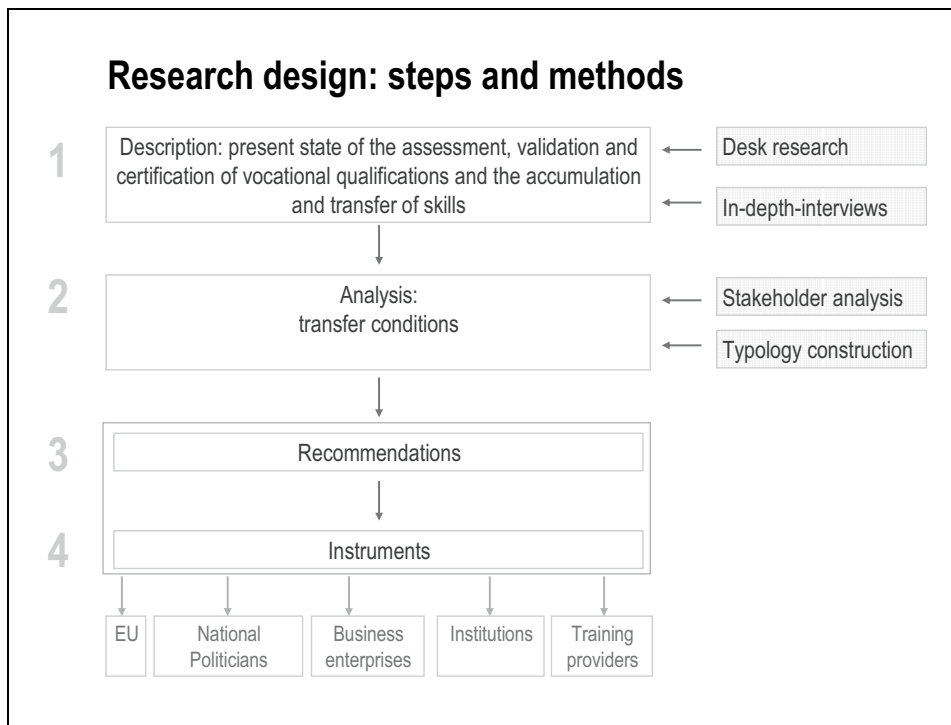 Research design: steps and methods
1
Description: present state of the assessment, validation and
certification of vocational qualifications and the accumulation
and transfer of skills
Desk research
In-depth-interviews
2
Analysis:
transfer conditions
Stakeholder analysis
Typology construction
3
Recommendations
4
Instruments
EU
National
Politicians
Business
enterprises
Institutions
Training
providers